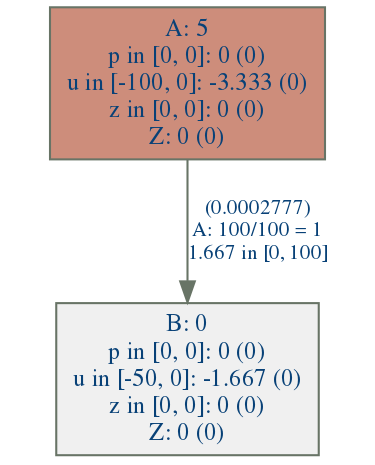 A: 5
p in [0, 0]: 0 (0)
u in [-100, 0]: -3.333 (0)
z in [0, 0]: 0 (0)
Z: 0 (0)
(0.0002777)
A: 100/100 = 1
1.667 in [0, 100]
B: 0
p in [0, 0]: 0 (0)
u in [-50, 0]: -1.667 (0)
z in [0, 0]: 0 (0)
Z: 0 (0)